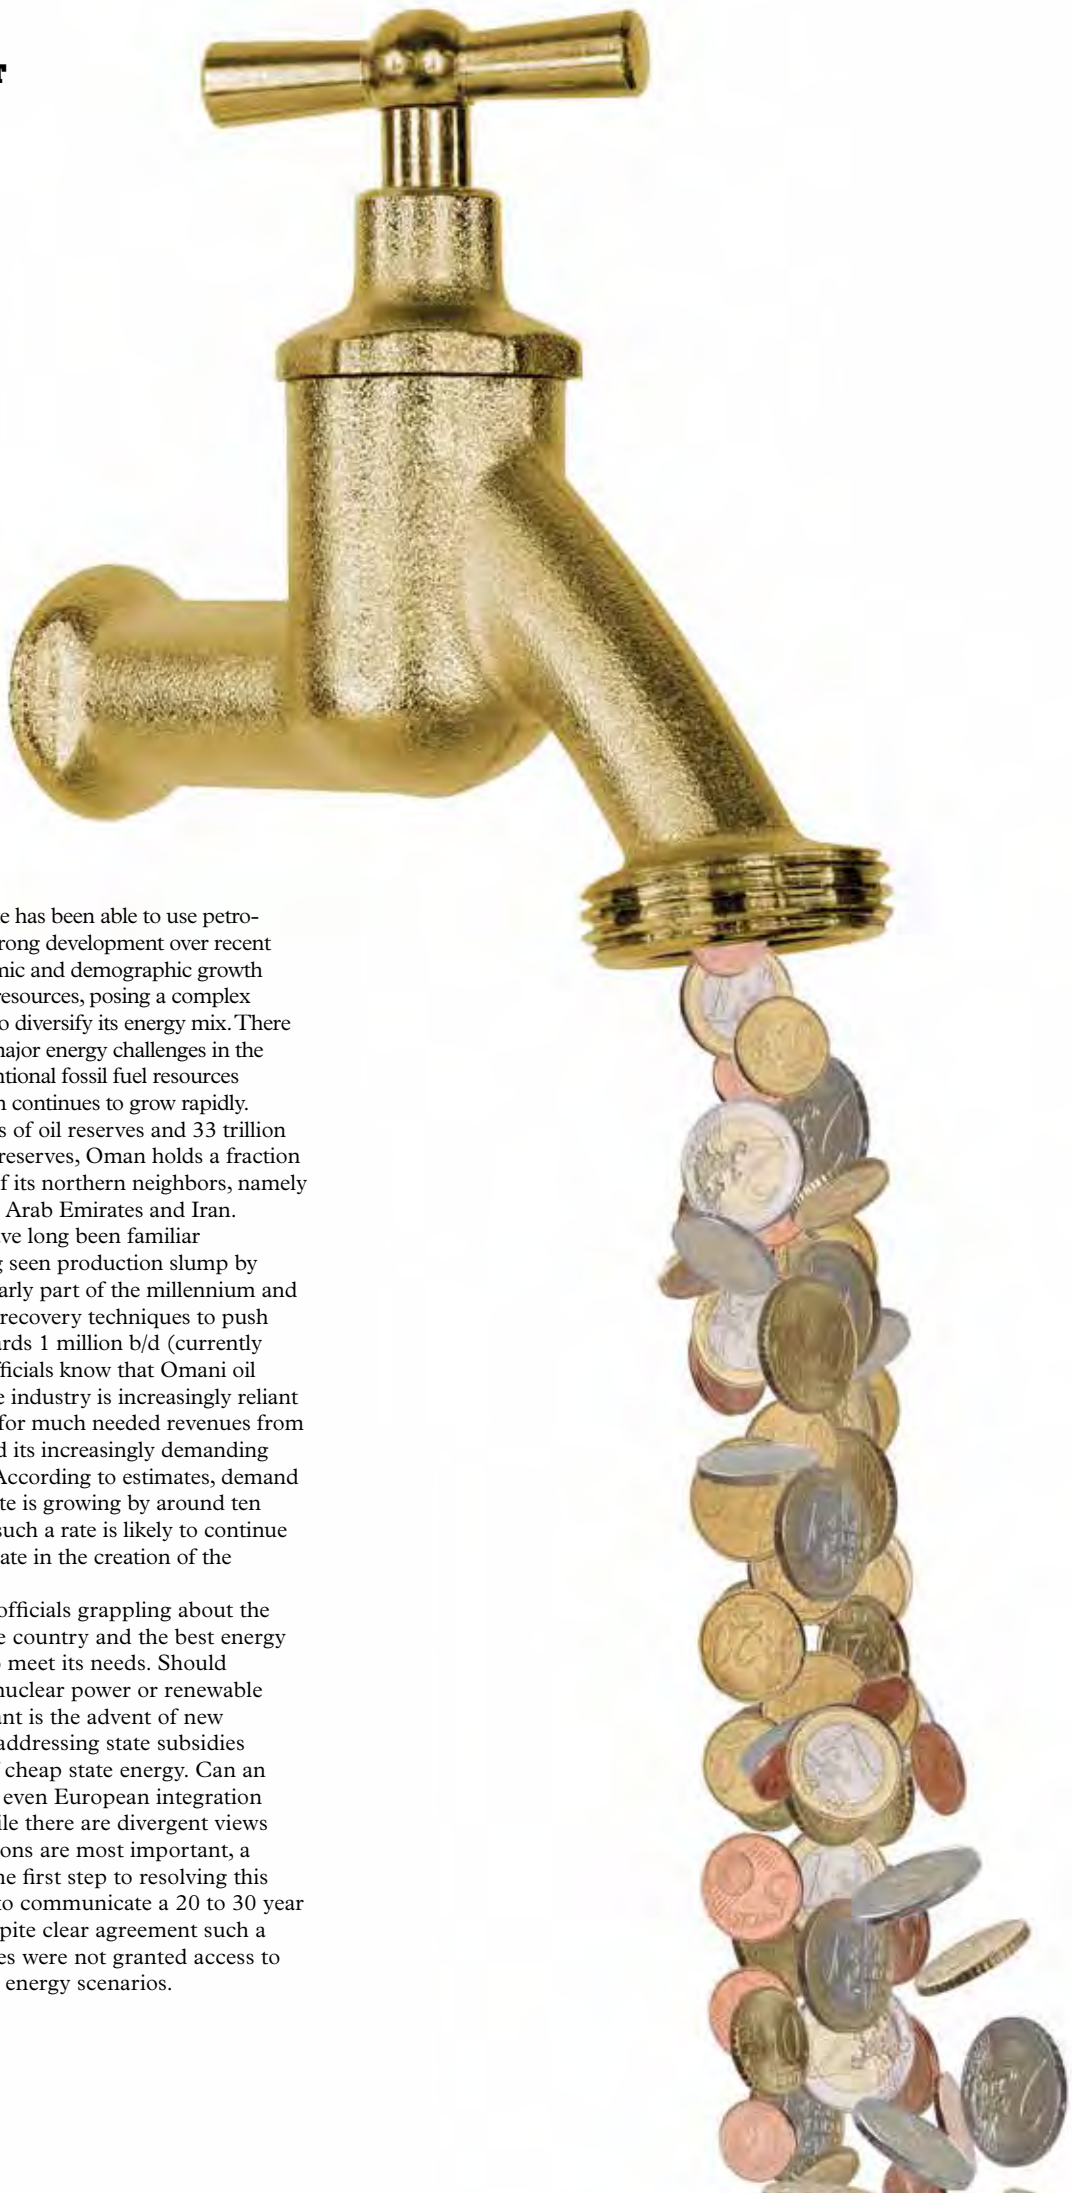 T
e has been able to use petro-
rong development over recent
mic and demographic growth
resources, posing a complex
o diversify its energy mix. There
major energy challenges in the
ntional fossil fuel resources
n continues to grow rapidly.
s of oil reserves and 33 trillion
reserves, Oman holds a fraction
f its northern neighbors, namely
Arab Emirates and Iran.
ve long been familiar
g seen production slump by
arly part of the millennium and
recovery techniques to push
rds 1 million b/d (currently
fficials know that Omani oil
e industry is increasingly reliant
for much needed revenues from
d its increasingly demanding
According to estimates, demand
te is growing by around ten
such a rate is likely to continue
ate in the creation of the
officials grappling about the
e country and the best energy
o meet its needs. Should
nuclear power or renewable
nt is the advent of new
addressing state subsidies
f cheap state energy. Can an
even European integration
ile there are divergent views
ons are most important, a
he first step to resolving this
to communicate a 20 to 30 year
pite clear agreement such a
es were not granted access to
energy scenarios.